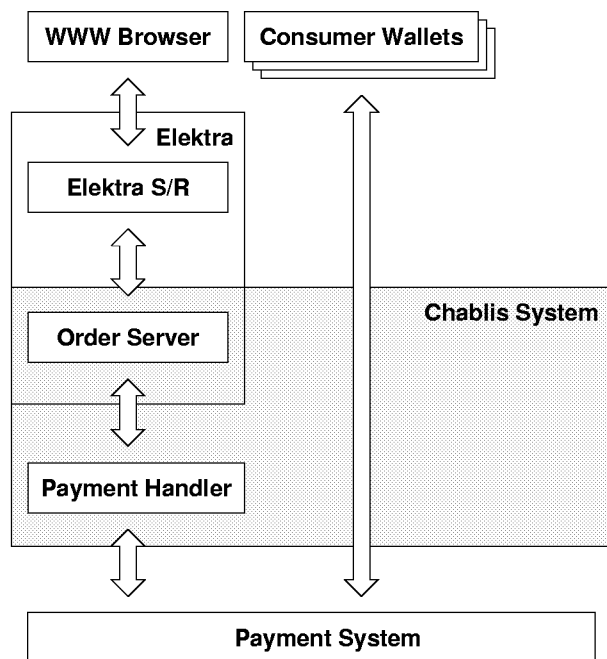 WWW Browser
Consumer Wallets
Elektra
Elektra S/R
Chablis System
Order Server
Payment Handler
Payment System